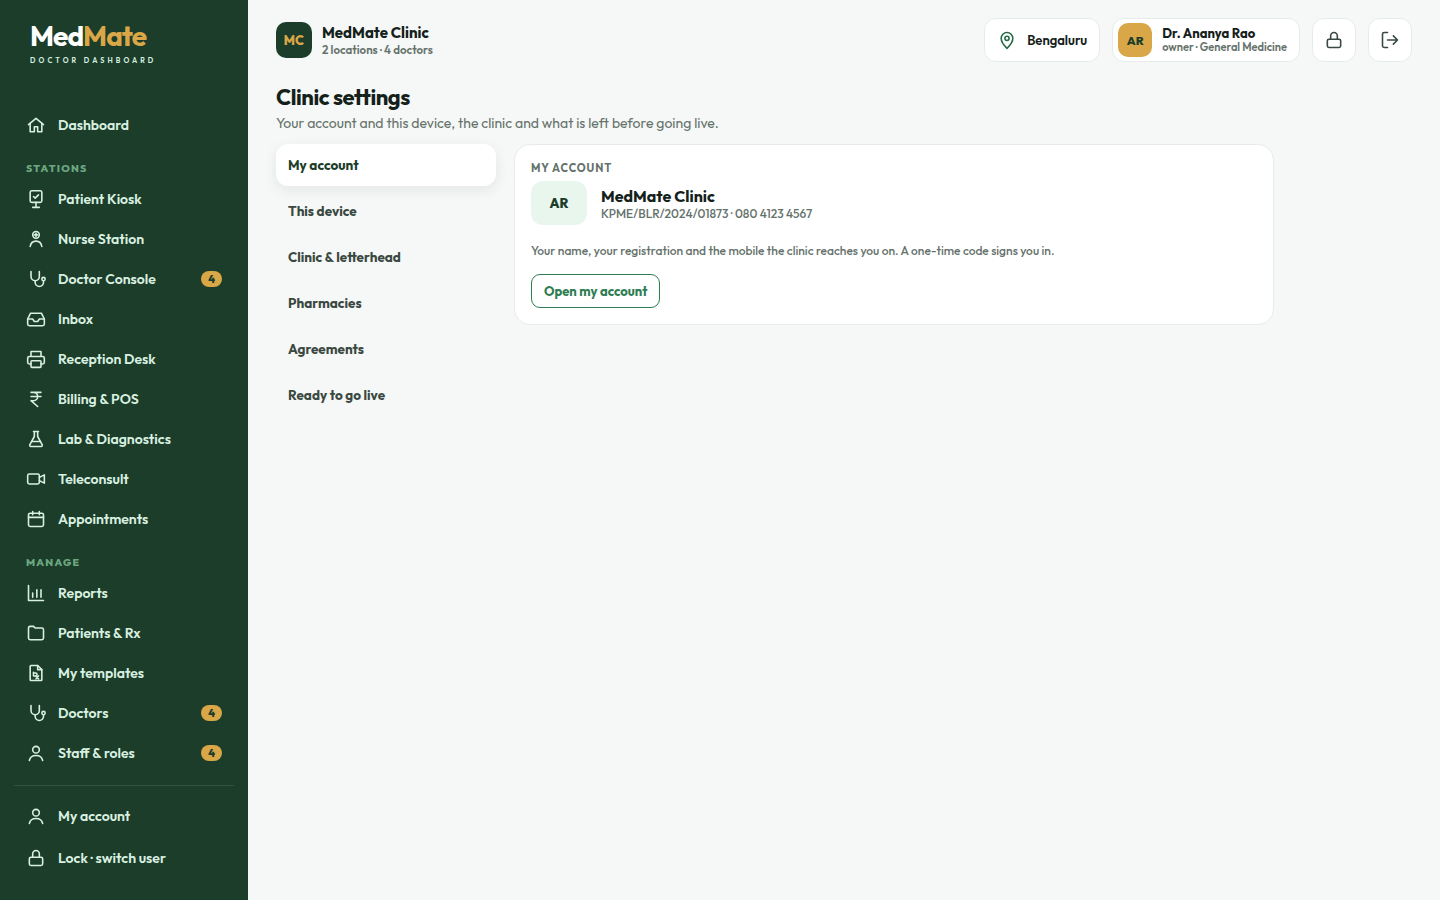 MedMate
DOCTOR DASHBOARD
Dashboard
STATIONS
Patient Kiosk
Nurse Station
Doctor Console 4
Inbox
Reception Desk
Billing & POS
Lab & Diagnostics
Teleconsult
Appointments
MANAGE
Reports
Patients & Rx
My templates
Doctors 4
Staff & roles 4
My account
Lock · switch user
MC
MedMate Clinic
2 locations · 4 doctors
Bengaluru
AR
Dr. Ananya Rao
owner · General Medicine
Clinic settings
Your account and this device, the clinic and what is left before going live.
My account
This device
Clinic & letterhead
Pharmacies
Agreements
Ready to go live
MY ACCOUNT
AR
MedMate Clinic
KPME/BLR/2024/01873 · 080 4123 4567
Your name, your registration and the mobile the clinic reaches you on. A one-time code signs you in.
Open my account